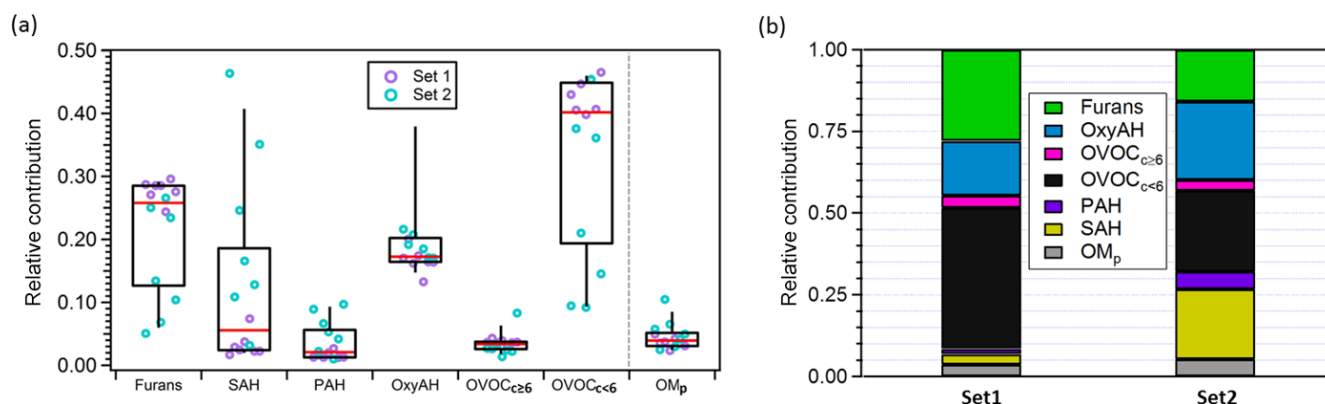 (a)
Relative contribution
0.50
0.40
0.30
0.20
0.10
0.00
Set 1
Set 2
Furans
SAH
PAH
OxyAH
OVOCc≥6
OVOCc<6
OMp
(b)
Relative contribution
1.00
0.75
0.50
0.25
0.00
Furans
OxyAH
OVOCc≥6
OVOCc<6
PAH
SAH
OMp
Set1
Set2